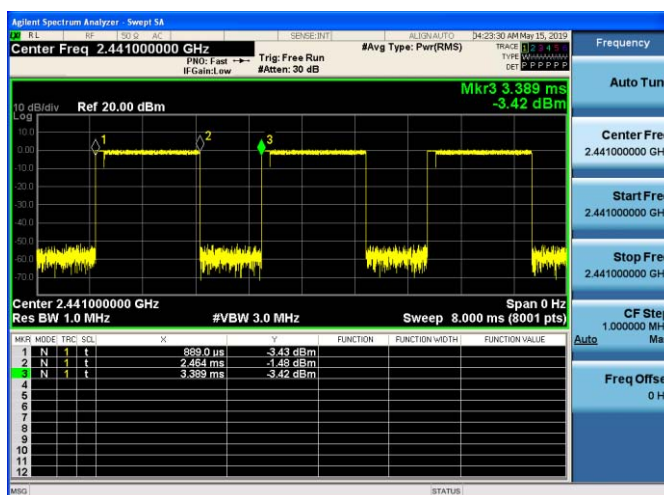 Agilent Spectrum Analyzer - Swept SA
RL RF 50 Ω AC SENSE:INT ALIGNAUTO 04:23:30 AM May 15, 2019
Center Freq 2.441000000 GHz #Avg Type: Pwr(RMS) TRACE 1 2 3 4 5 6
PNO: Fast Trig: Free Run TYPE
IFGain:Low #Atten: 30 dB DET P P P P P P
Mkr3 3.389 ms
10 dB/div Ref 20.00 dBm -3.42 dBm
Log
10.0
0.00
-10.0
-20.0
-30.0
-40.0
-50.0
-60.0
-70.0
1
2
3
Center 2.441000000 GHz Span 0 Hz
Res BW 1.0 MHz #VBW 3.0 MHz Sweep 8.000 ms (8001 pts)
MKR MODE TRC SCL X Y FUNCTION FUNCTION WIDTH FUNCTION VALUE
1 N 1 t 889.0 µs -3.43 dBm
2 N 1 t 2.464 ms -1.48 dBm
3 N 1 t 3.389 ms -3.42 dBm
4
5
6
7
8
9
10
11
12
MSG STATUS
Frequency
Auto Tun
Center Fre
2.441000000 GH
Start Fre
2.441000000 GH
Stop Fre
2.441000000 GH
CF Step
1.000000 MH
Auto Ma
Freq Offse
0 H